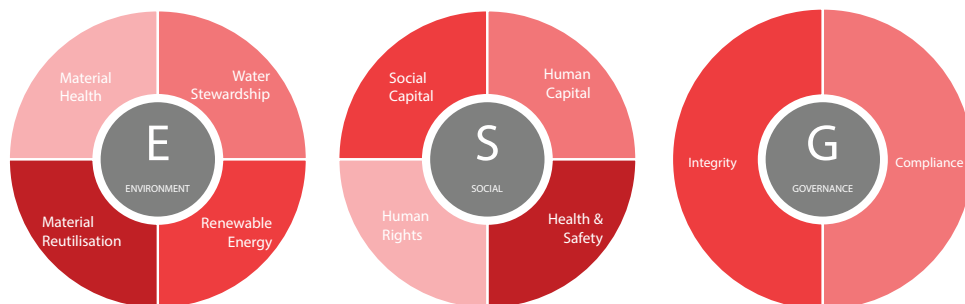 Material
Health
Water
Stewardship
E
ENVIRONMENT
Material
Reutilisation
Renewable
Energy
Social
Capital
Human
Capital
S
SOCIAL
Human
Rights
Health &
Safety
Integrity
G
GOVERNANCE
Compliance